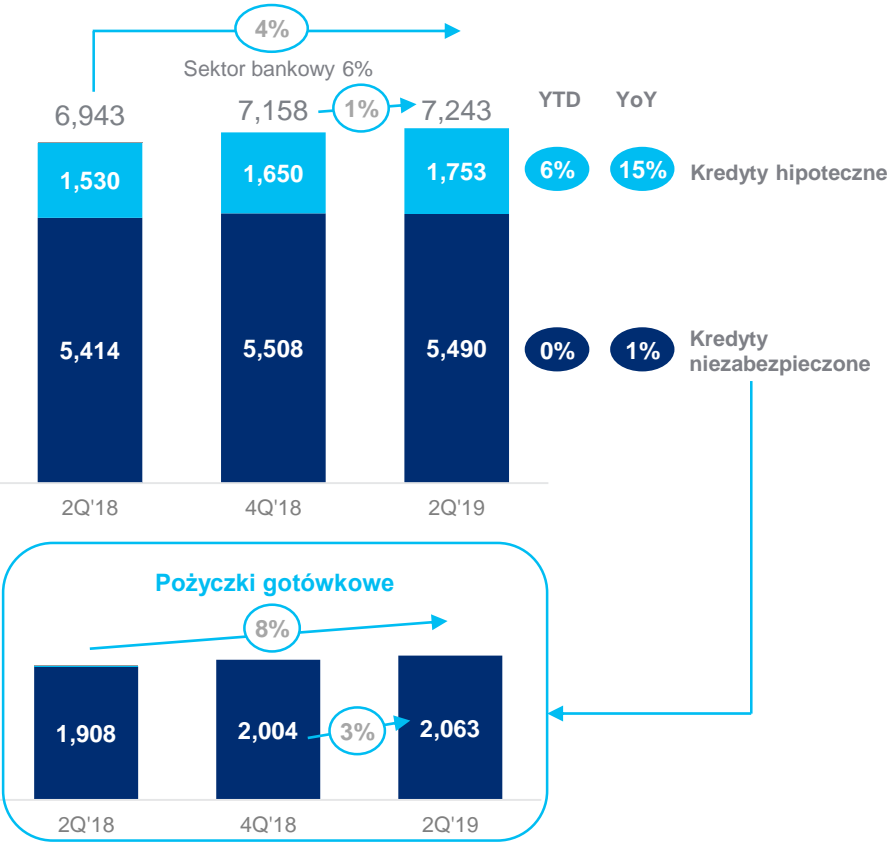 4%
Sektor bankowy 6%
6,943
7,158
1%
7,243
YTD YoY
1,530
1,650
1,753
6%
15%
Kredyty hipoteczne
5,414
5,508
5,490
0%
1%
Kredyty
niezabezpieczone
2Q'18
4Q'18
2Q'19
Pożyczki gotówkowe
8%
1,908
2,004
3%
2,063
2Q'18
4Q'18
2Q'19